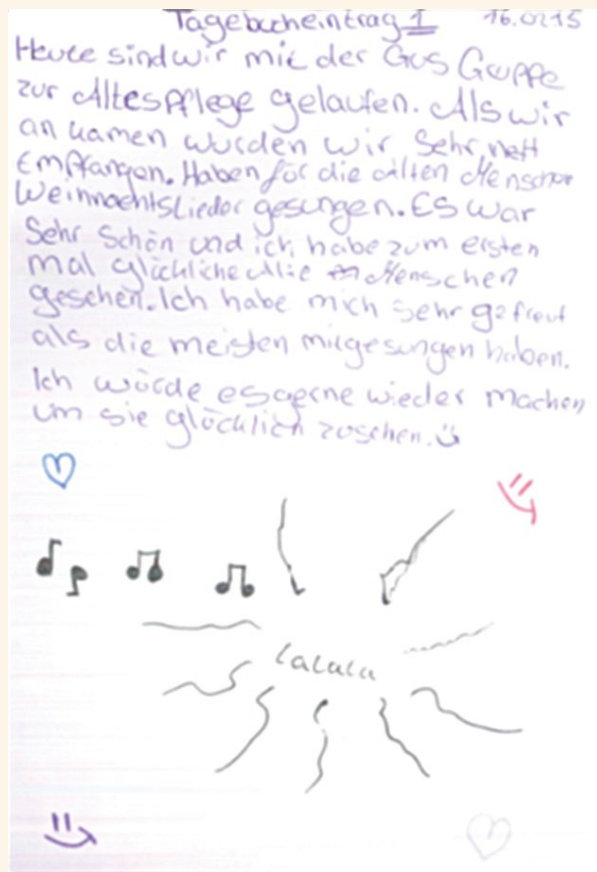 Tagebucheintrag 1 16.0215
Heute sind wir mit der Gus Gruppe
zur Altespflege gelaufen. Als wir
an kamen wurden wir Sehr nett
Empfangen. Haben für die Alten Menschen
Weinnachtslieder gesungen. Es war
Sehr Schön und ich habe zum ersten
mal glückliche Alte Menschen
gesehen. Ich habe mich sehr gefreut
als die meisten mitgesungen haben.
Ich würde es gerne wieder machen
um sie glücklich zusehen.
Lalala